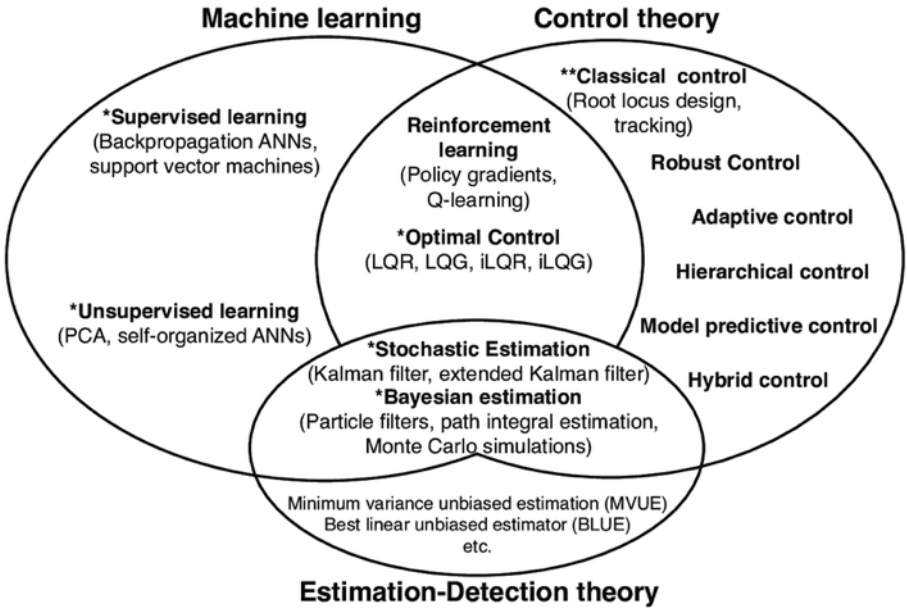 Machine learning
Control theory
*Supervised learning
(Backpropagation ANNs,
support vector machines)
*Unsupervised learning
(PCA, self-organized ANNs)
Reinforcement
learning
(Policy gradients,
Q-learning)
*Optimal Control
(LQR, LQG, iLQR, iLQG)
**Classical control
(Root locus design,
tracking)
Robust Control
Adaptive control
Hierarchical control
Model predictive control
Hybrid control
*Stochastic Estimation
(Kalman filter, extended Kalman filter)
*Bayesian estimation
(Particle filters, path integral estimation,
Monte Carlo simulations)
Minimum variance unbiased estimation (MVUE)
Best linear unbiased estimator (BLUE)
etc.
Estimation-Detection theory